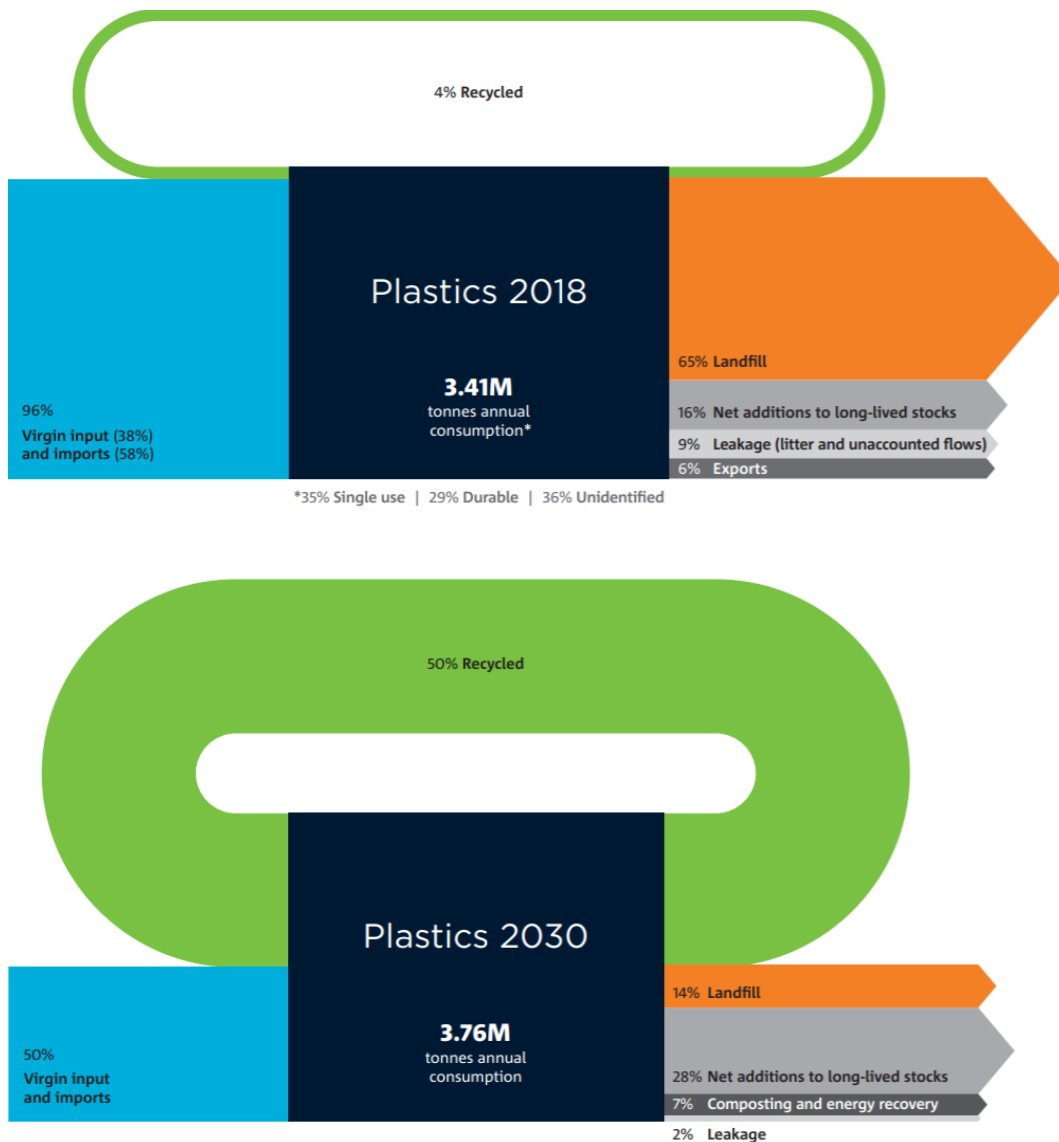 4% Recycled
Plastics 2018
3.41M
tonnes annual
consumption*
96%
Virgin input (38%)
and imports (58%)
65% Landfill
16% Net additions to long-lived stocks
9% Leakage (litter and unaccounted flows)
6% Exports
*35% Single use | 29% Durable | 36% Unidentified
50% Recycled
Plastics 2030
3.76M
tonnes annual
consumption
50%
Virgin input
and imports
14% Landfill
28% Net additions to long-lived stocks
7% Composting and energy recovery
2% Leakage